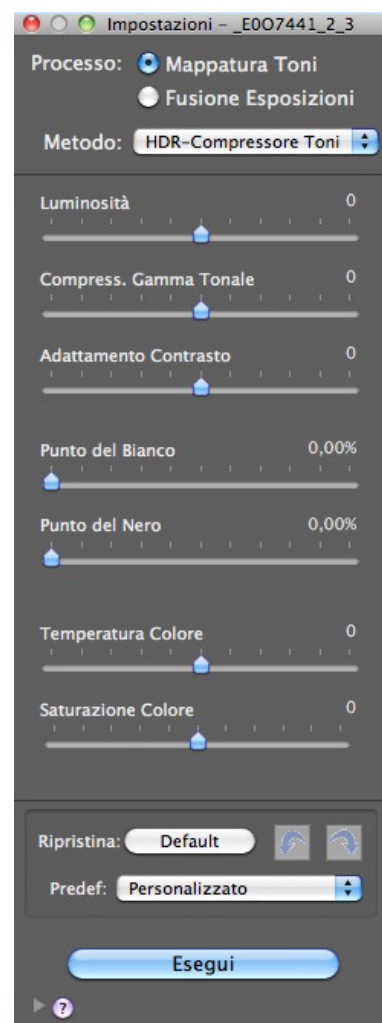 Impostazioni – _E0O7441_2_3
Processo: Mappatura Toni
Fusione Esposizioni
Metodo: HDR-Compressore Toni
Luminosità 0
Compress. Gamma Tonale 0
Adattamento Contrasto 0
Punto del Bianco 0,00%
Punto del Nero 0,00%
Temperatura Colore 0
Saturazione Colore 0
Ripristina: Default
Predef: Personalizzato
Esegui
?